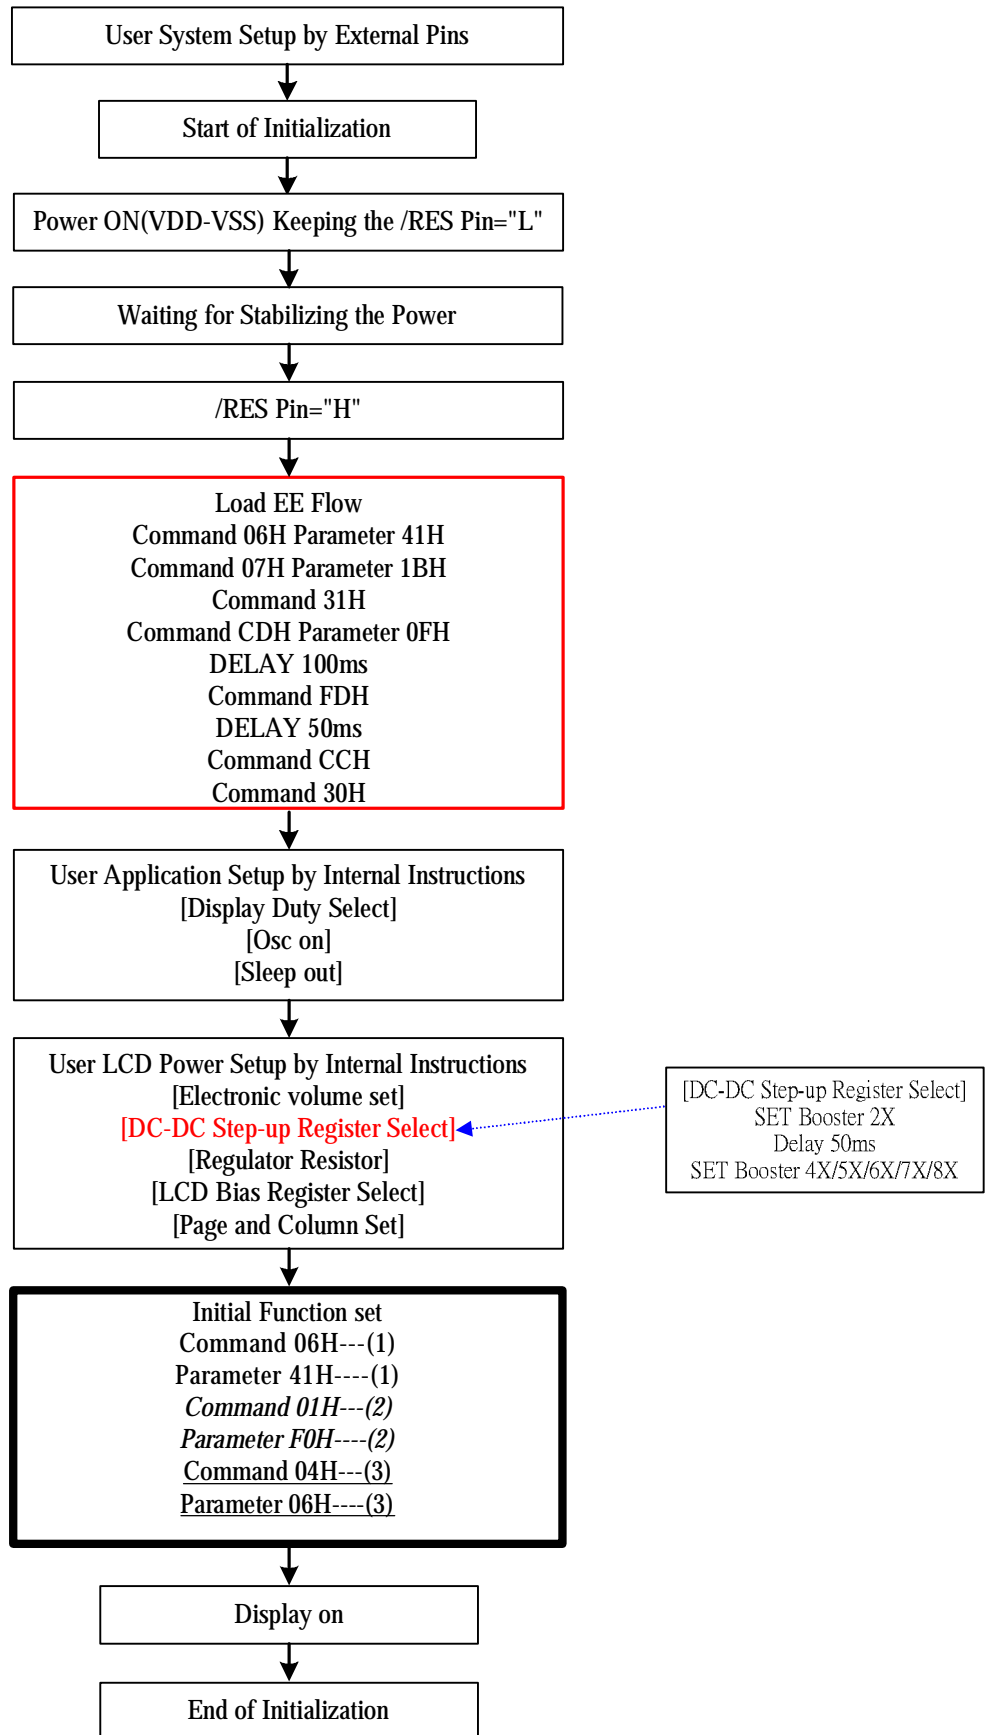 User System Setup by External Pins
Start of Initialization
Power ON(VDD-VSS) Keeping the /RES Pin="L"
Waiting for Stabilizing the Power
/RES Pin="H"
Load EE Flow
Command 06H Parameter 41H
Command 07H Parameter 1BH
Command 31H
Command CDH Parameter 0FH
DELAY 100ms
Command FDH
DELAY 50ms
Command CCH
Command 30H
User Application Setup by Internal Instructions
[Display Duty Select]
[Osc on]
[Sleep out]
User LCD Power Setup by Internal Instructions
[Electronic volume set]
[DC-DC Step-up Register Select]
[Regulator Resistor]
[LCD Bias Register Select]
[Page and Column Set]
[DC-DC Step-up Register Select]
SET Booster 2X
Delay 50ms
SET Booster 4X/5X/6X/7X/8X
Initial Function set
Command 06H---(1)
Parameter 41H----(1)
Command 01H---(2)
Parameter F0H----(2)
Command 04H---(3)
Parameter 06H----(3)
Display on
End of Initialization